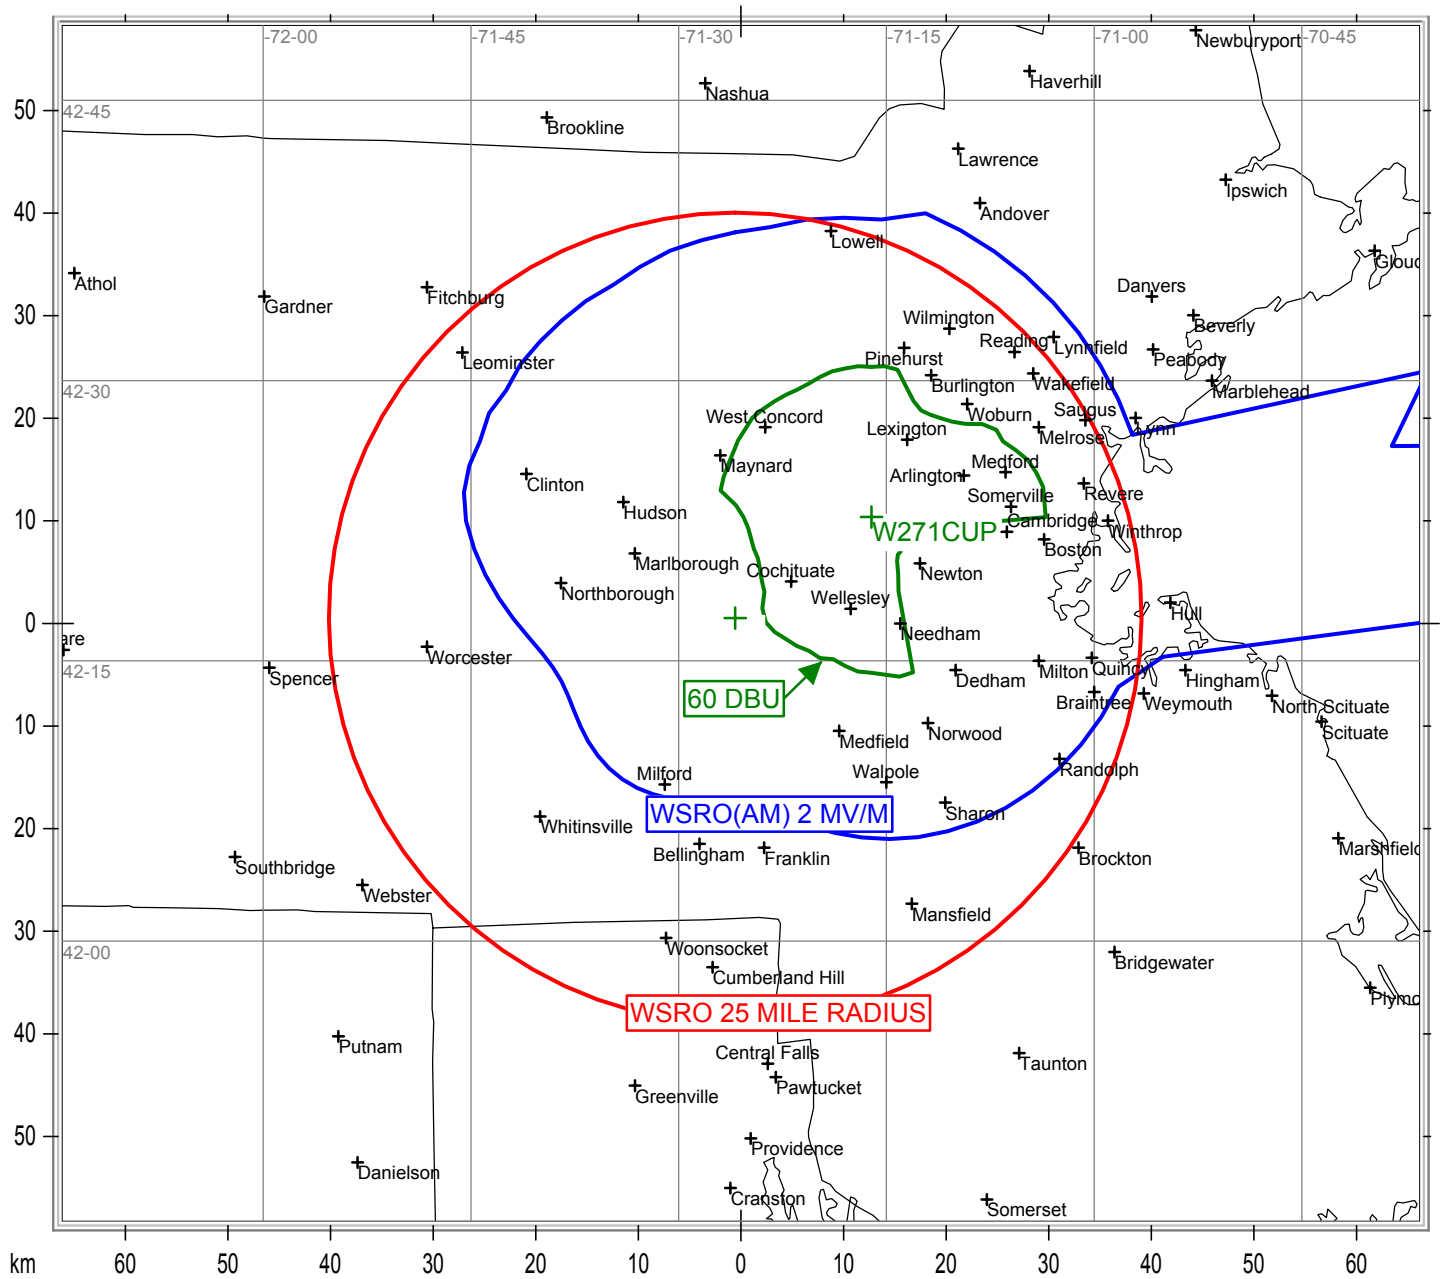 -72-00
-71-45
-71-30
-71-15
-71-00
-70-45
Newburyport
Haverhill
Nashua
50
42-45
Brookline
Lawrence
Ipswich
40
Andover
Lowell
Glouc
Athol
Gardner
Fitchburg
Danvers
30
Wilmington
Beverly
Reading
Lynnfield
Pinehurst
Peabody
Leominster
42-30
Burlington
Wakefield
Marblehead
20
West Concord
Woburn
Saugus
Lynn
Lexington
Melrose
Maynard
Medford
Clinton
Arlington
Somerville
Revere
10
Hudson
Cambridge
W271CUP
Winthrop
Boston
Marlborough
Cochituate
Newton
Northborough
Wellesley
Hull
0
are
Needham
Worcester
42-15
Spencer
Dedham
Milton
Quincy
Hingham
60 DBU
Braintree
Weymouth
North Scituate
10
Medfield
Norwood
Scituate
Milford
Walpole
Randolph
WSRO(AM) 2 MV/M
Sharon
20
Whitinsville
Bellingham
Franklin
Brockton
Marshfield
Southbridge
Webster
Mansfield
30
Woonsocket
42-00
Cumberland Hill
Bridgewater
Plymo
WSRO 25 MILE RADIUS
40
Putnam
Central Falls
Taunton
Pawtucket
Greenville
50
Providence
Danielson
Cranston
Somerset
km 60 50 40 30 20 10 0 10 20 30 40 50 60